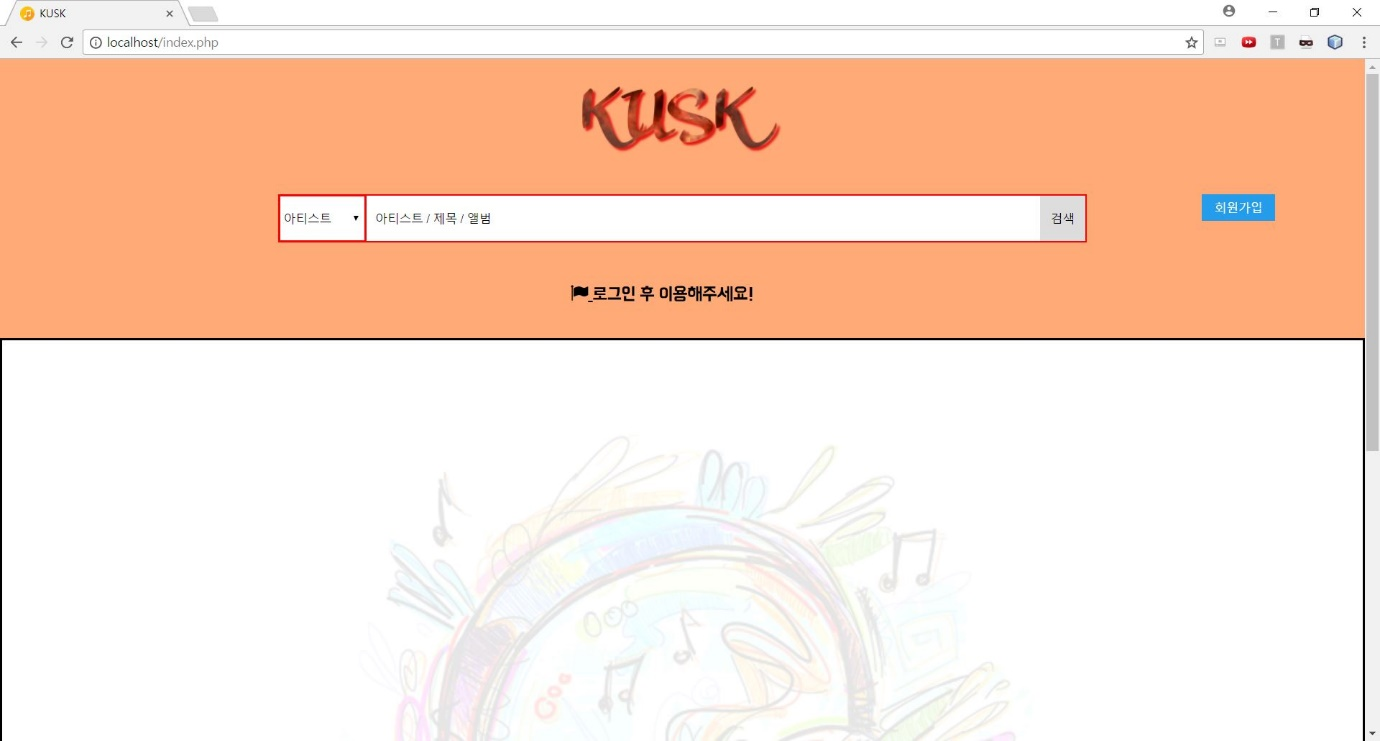 KUSK
localhost/index.php
KUSK
아티스트
아티스트 / 제목 / 앨범
검색
회원가입
로그인 후 이용해주세요!